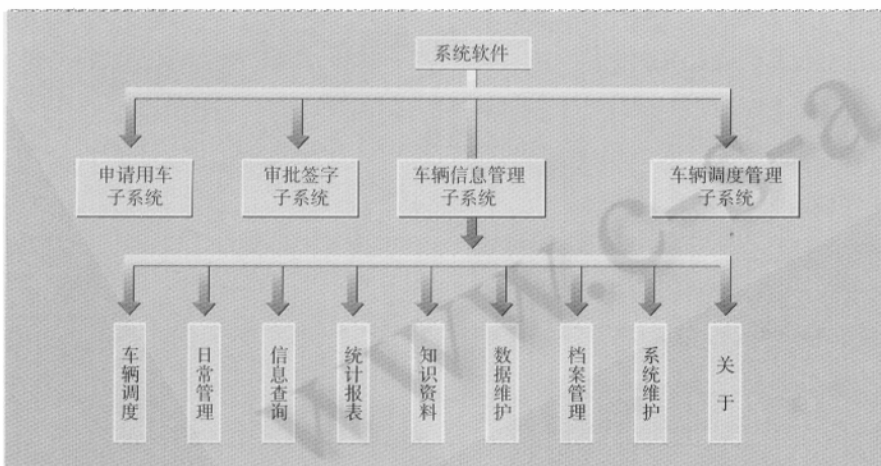 系统软件
申请用车
子系统
审批签字
子系统
车辆信息管理
子系统
车辆调度管理
子系统
车辆调度
日常管理
信息查询
统计报表
知识资料
数据维护
档案管理
系统维护
关于
www.c-s-a